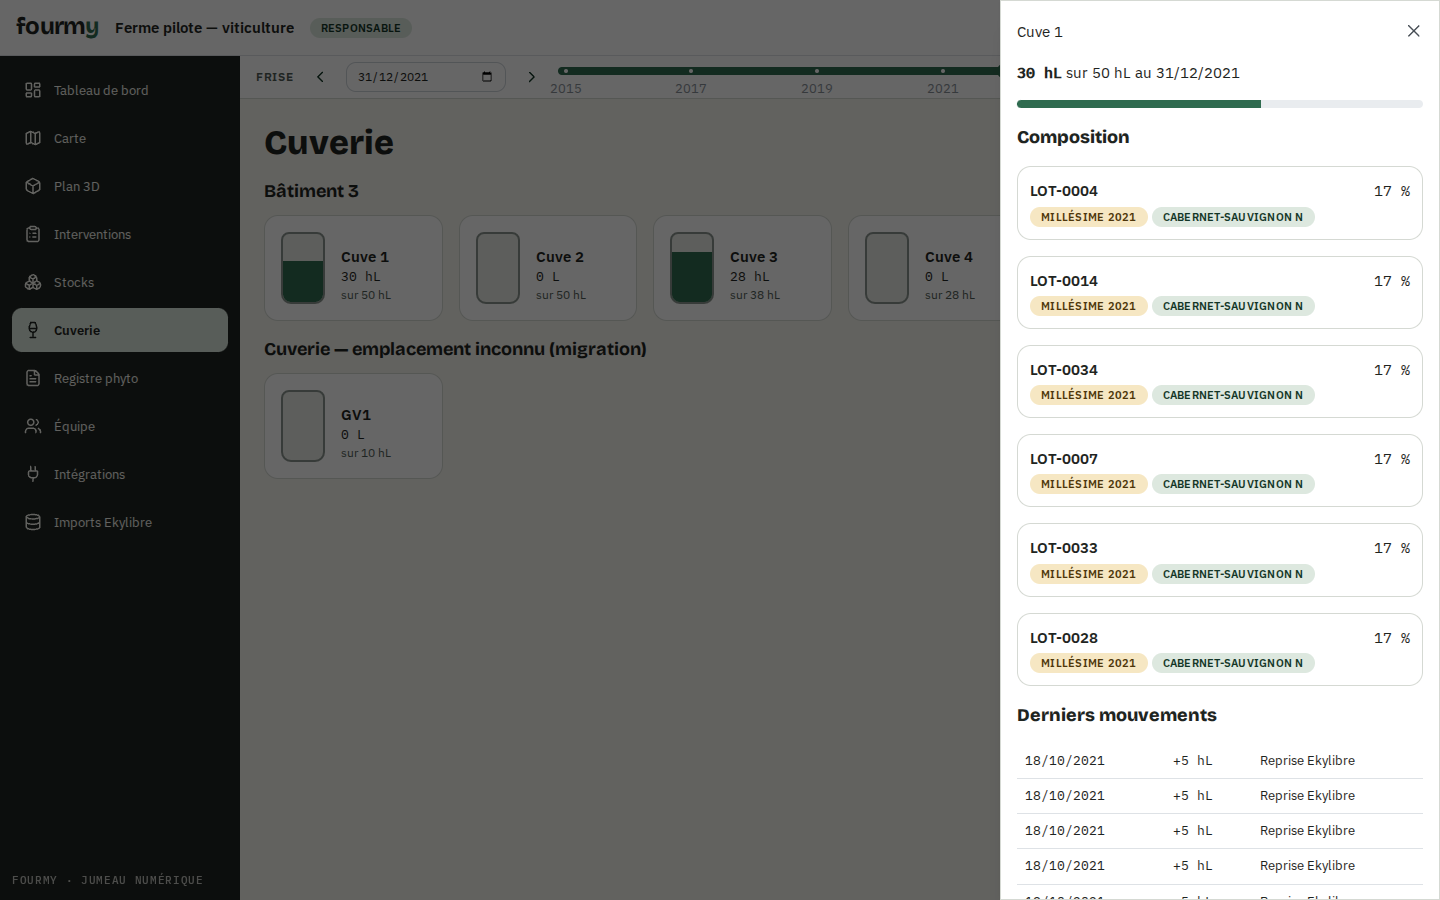 fourmy
Ferme pilote — viticulture
RESPONSABLE
Tableau de bord
Carte
Plan 3D
Interventions
Stocks
Cuverie
Registre phyto
Équipe
Intégrations
Imports Ekylibre
FOURMY · JUMEAU NUMÉRIQUE
FRISE
31/12/2021
2015
2017
2019
2021
Cuverie
Bâtiment 3
Cuve 1
30 hL
sur 50 hL
Cuve 2
0 L
sur 50 hL
Cuve 3
28 hL
sur 38 hL
Cuve 4
0 L
sur 28 hL
Cuverie — emplacement inconnu (migration)
GV1
0 L
sur 10 hL
Cuve 1
30 hL sur 50 hL au 31/12/2021
Composition
LOT-0004 17 %
MILLÉSIME 2021 CABERNET-SAUVIGNON N
LOT-0014 17 %
MILLÉSIME 2021 CABERNET-SAUVIGNON N
LOT-0034 17 %
MILLÉSIME 2021 CABERNET-SAUVIGNON N
LOT-0007 17 %
MILLÉSIME 2021 CABERNET-SAUVIGNON N
LOT-0033 17 %
MILLÉSIME 2021 CABERNET-SAUVIGNON N
LOT-0028 17 %
MILLÉSIME 2021 CABERNET-SAUVIGNON N
Derniers mouvements
18/10/2021 +5 hL Reprise Ekylibre
18/10/2021 +5 hL Reprise Ekylibre
18/10/2021 +5 hL Reprise Ekylibre
18/10/2021 +5 hL Reprise Ekylibre